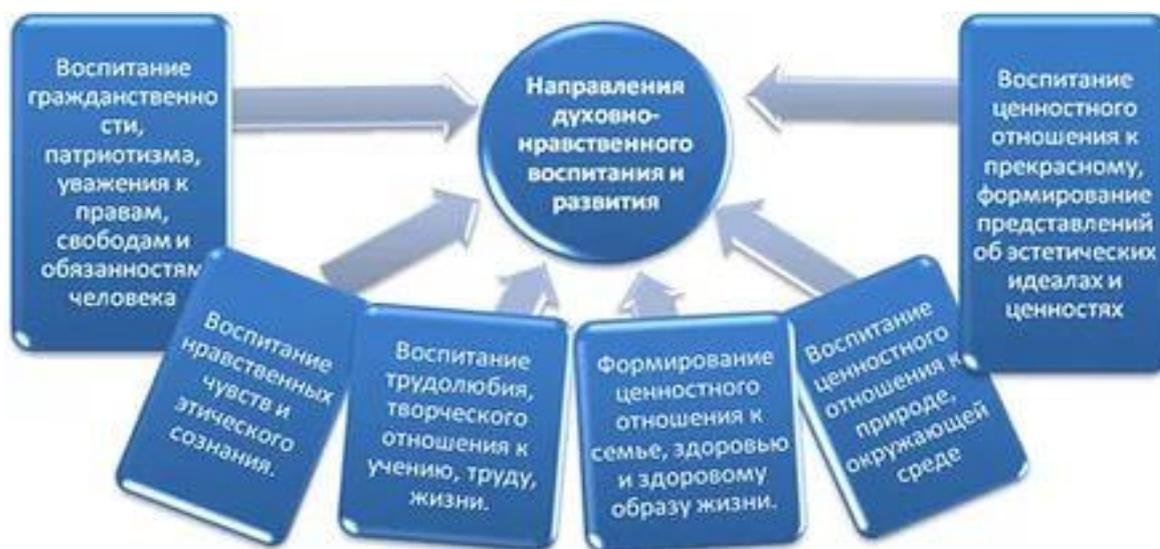 Воспитание
гражданственно
сти,
патриотизма,
уважения к
правам,
свободам и
обязанностям
человека
Воспитание
нравственных
чувств и
этического
сознания.
Воспитание
трудолюбия,
творческого
отношения к
учению, труду,
жизни.
Направления
духовно-
нравственного
воспитания и
развития
Формирование
ценностного
отношения к
семье, здоровью
и здоровому
образу жизни.
Воспитание
ценностного
отношения к
природе,
окружающей
среде
Воспитание
ценностного
отношения к
прекрасному,
формирование
представлений
об эстетических
идеалах и
ценностях